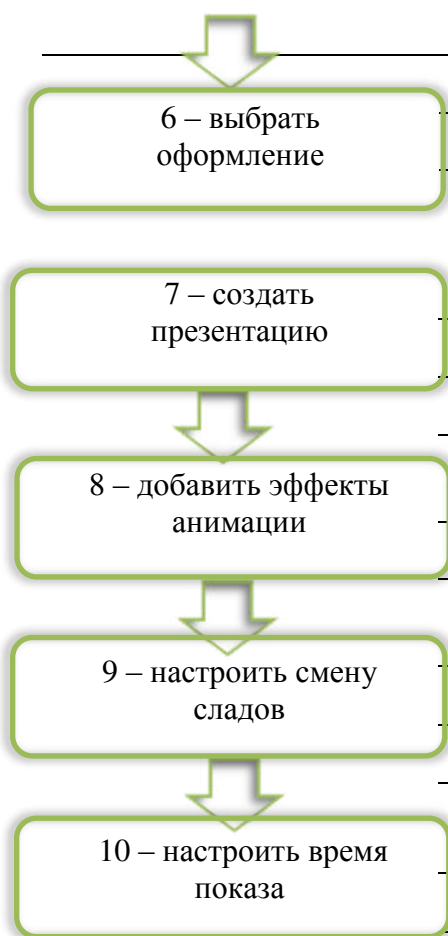 6 – выбрать
оформление
7 – создать
презентацию
8 – добавить эффекты
анимации
9 – настроить смену
сладов
10 – настроить время
показа